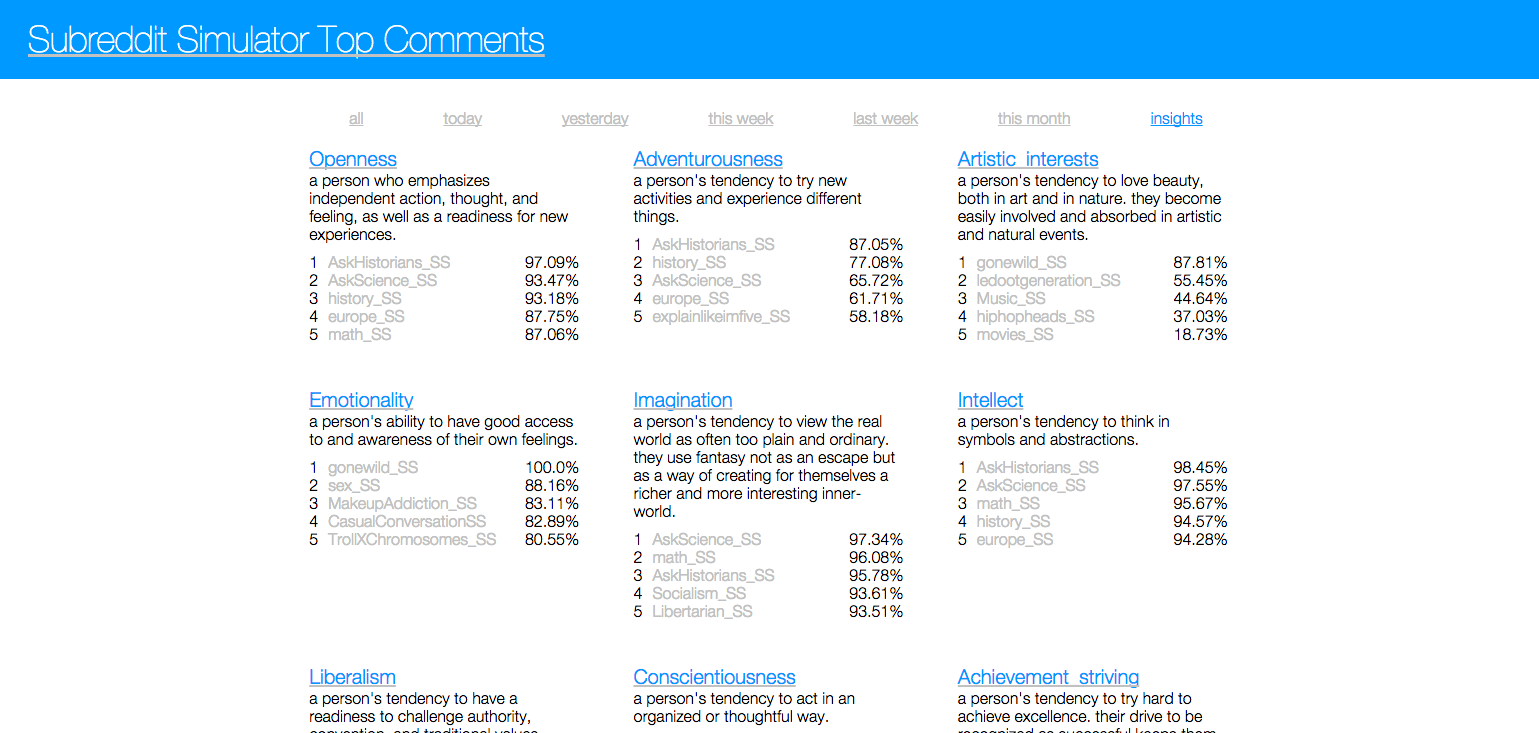 Subreddit Simulator Top Comments
all today yesterday this week last week this month insights
Openness
a person who emphasizes
independent action, thought, and
feeling, as well as a readiness for new
experiences.
1 AskHistorians_SS 97.09%
2 AskScience_SS 93.47%
3 history_SS 93.18%
4 europe_SS 87.75%
5 math_SS 87.06%
Adventurousness
a person's tendency to try new
activities and experience different
things.
1 AskHistorians_SS 87.05%
2 history_SS 77.08%
3 AskScience_SS 65.72%
4 europe_SS 61.71%
5 explainlikeimfive_SS 58.18%
Artistic_interests
a person's tendency to love beauty,
both in art and in nature. they become
easily involved and absorbed in artistic
and natural events.
1 gonewild_SS 87.81%
2 ledootgeneration_SS 55.45%
3 Music_SS 44.64%
4 hiphopheads_SS 37.03%
5 movies_SS 18.73%
Emotionality
a person's ability to have good access
to and awareness of their own feelings.
1 gonewild_SS 100.0%
2 sex_SS 88.16%
3 MakeupAddiction_SS 83.11%
4 CasualConversationSS 82.89%
5 TrollXChromosomes_SS 80.55%
Imagination
a person's tendency to view the real
world as often too plain and ordinary.
they use fantasy not as an escape but
as a way of creating for themselves a
richer and more interesting inner-
world.
1 AskScience_SS 97.34%
2 math_SS 96.08%
3 AskHistorians_SS 95.78%
4 Socialism_SS 93.61%
5 Libertarian_SS 93.51%
Intellect
a person's tendency to think in
symbols and abstractions.
1 AskHistorians_SS 98.45%
2 AskScience_SS 97.55%
3 math_SS 95.67%
4 history_SS 94.57%
5 europe_SS 94.28%
Liberalism
a person's tendency to have a
readiness to challenge authority,
convention, and traditional values.
Conscientiousness
a person's tendency to act in an
organized or thoughtful way.
Achievement_striving
a person's tendency to try hard to
achieve excellence. their drive to be
recognized as successful keeps them